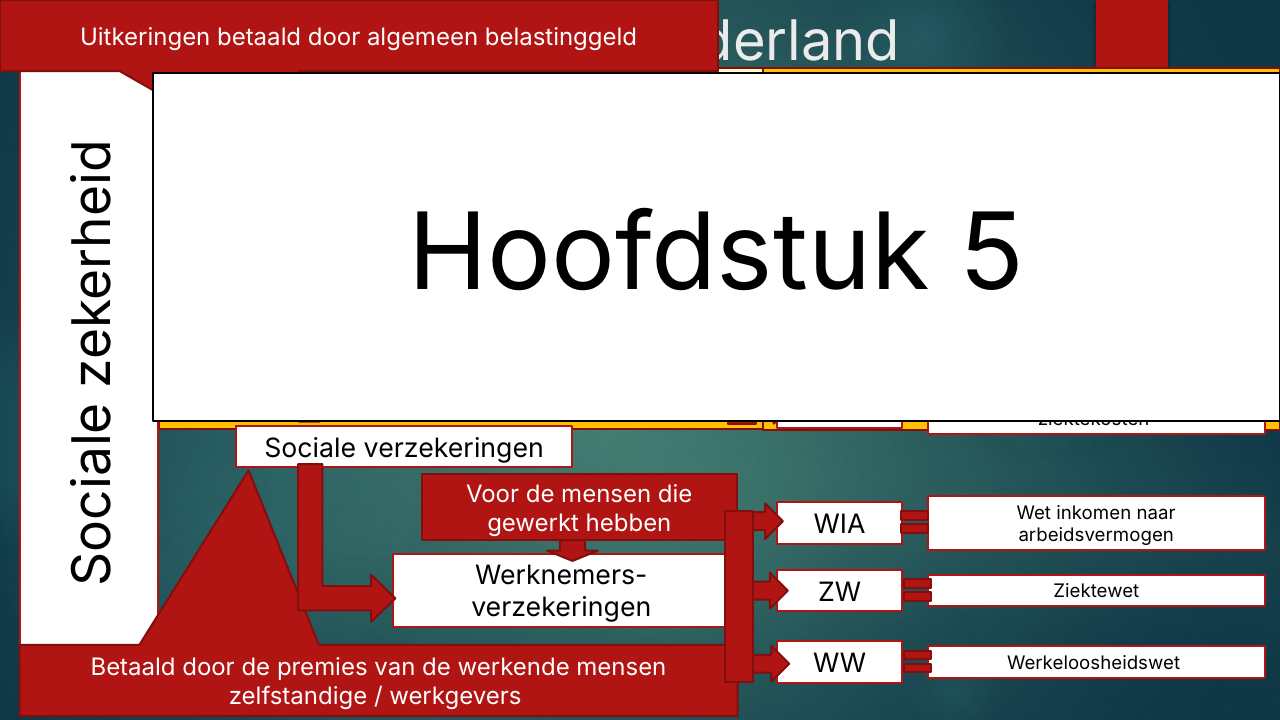 Uitkeringen betaald door algemeen belastinggeld
derland
Sociale zekerheid
Hoofdstuk 5
ziektekosten
Sociale verzekeringen
Voor de mensen die
gewerkt hebben
Werknemers-
verzekeringen
WIA
Wet inkomen naar
arbeidsvermogen
ZW
Ziektewet
WW
Werkeloosheidswet
Betaald door de premies van de werkende mensen
zelfstandige / werkgevers